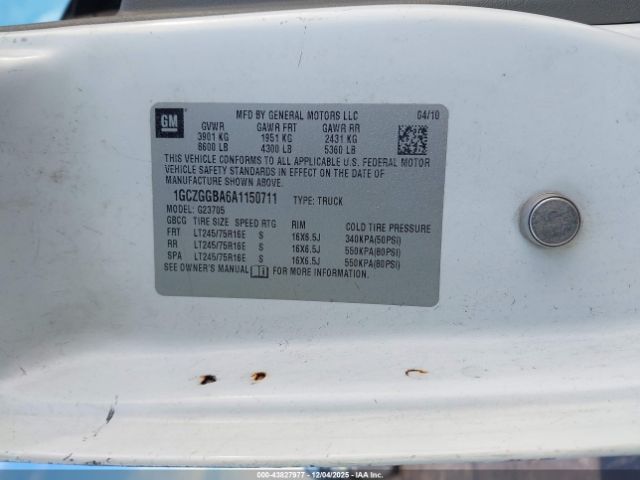 GM
MFD BY GENERAL MOTORS LLC 04/10
GVWR GAWR FRT GAWR RR
3901 KG 1951 KG 2431 KG
8600 LB 4300 LB 5360 LB
THIS VEHICLE CONFORMS TO ALL APPLICABLE U.S. FEDERAL MOTOR
VEHICLE SAFETY STANDARDS IN EFFECT ON THE DATE OF
MANUFACTURE SHOWN ABOVE.
1GCZGGBA6A1150711 TYPE: TRUCK
MODEL: G23705
GBCG TIRE SIZE SPEED RTG RIM COLD TIRE PRESSURE
FRT LT245/75R16E S 16X6.5J 340KPA(50PSI)
RR LT245/75R16E S 16X6.5J 550KPA(80PSI)
SPA LT245/75R16E S 16X6.5J 550KPA(80PSI)
SEE OWNER'S MANUAL FOR MORE INFORMATION.
© DEALER: 000-43827977 - 12/04/2025 - IAA Inc.